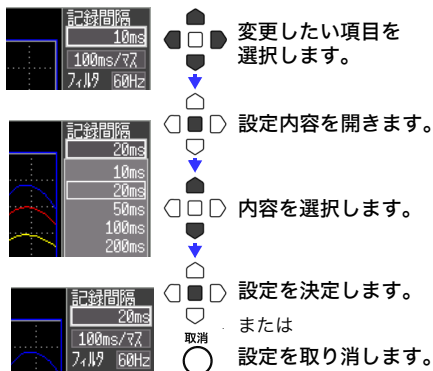 記録間隔
10ms
100ms/マス
フィルタ 60Hz
変更したい項目を
選択します。
記録間隔
20ms
10ms
20ms
50ms
100ms
200ms
設定内容を開きます。
内容を選択します。
記録間隔
20ms
100ms/マス
フィルタ 60Hz
設定を決定します。
または
取消
設定を取り消します。